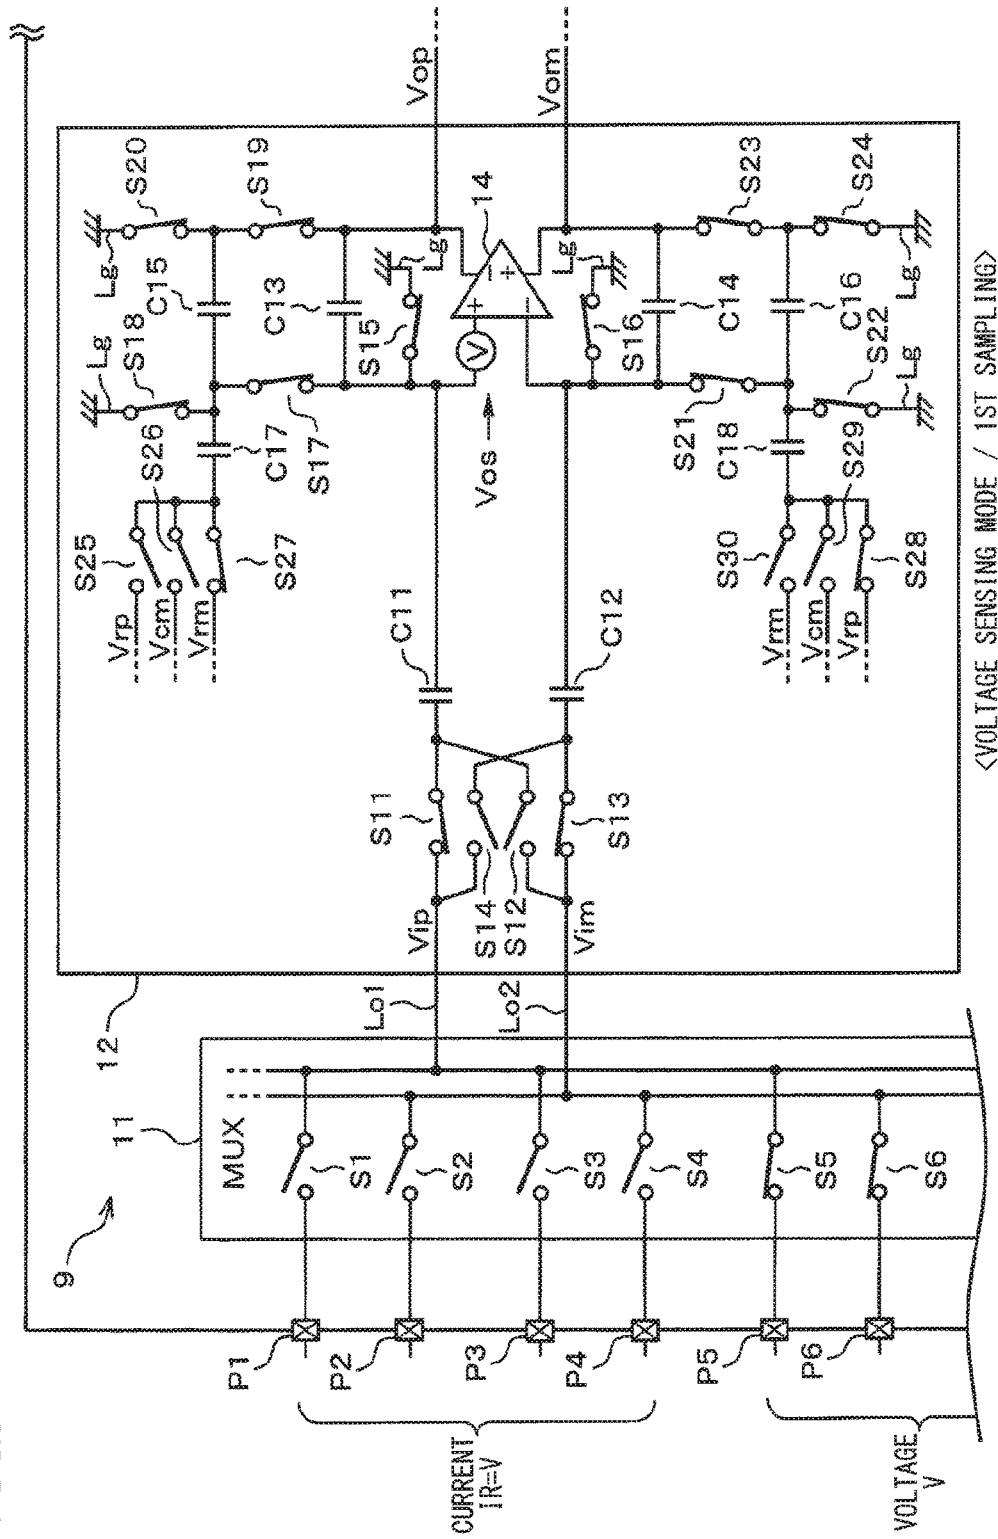 9
11
12
MUX
P1
P2
P3
P4
P5
P6
CURRENT
IR=V
VOLTAGE
V
S1
S2
S3
S4
S5
S6
Lo1
Lo2
Vip
Vim
S11
S14
S12
S13
C11
C12
S25
S26
S27
Vrp
Vcm
Vrm
C17
S18
Lg
C15
S20
Lg
S19
S17
C13
S15
Lg
Vos
V
+
-
-
+
14
Lg
S16
C14
S21
S23
C16
S24
Lg
S22
Lg
C18
S30
S29
S28
Vrm
Vcm
Vrp
Vop
Vom
<VOLTAGE SENSING MODE / 1ST SAMPLING>